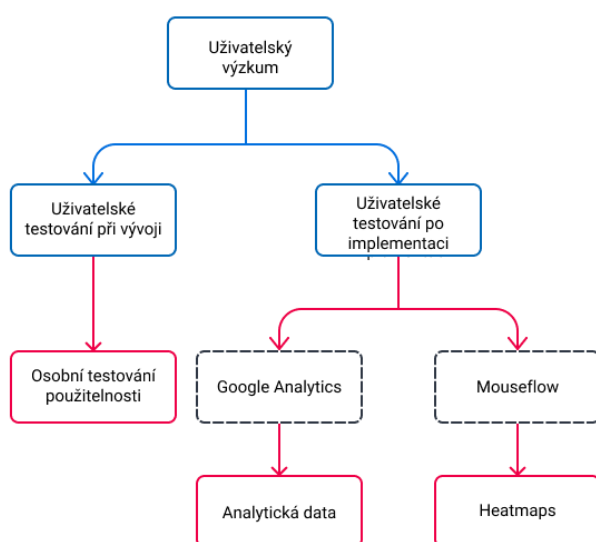 Uživatelský
výzkum
Uživatelské
testování při vývoji
Uživatelské
testování po
implementaci
Osobní testování
použitelnosti
Google Analytics
Mouseflow
Analytická data
Heatmaps